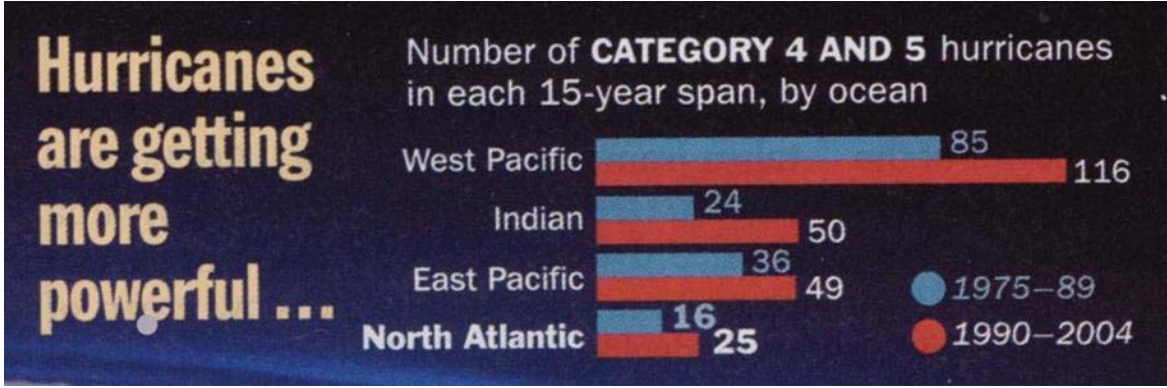 Hurricanes
are getting
more
powerful ...
Number of CATEGORY 4 AND 5 hurricanes
in each 15-year span, by ocean
West Pacific 85
116
Indian 24
50
East Pacific 36
49
North Atlantic 16
25
1975–89
1990–2004